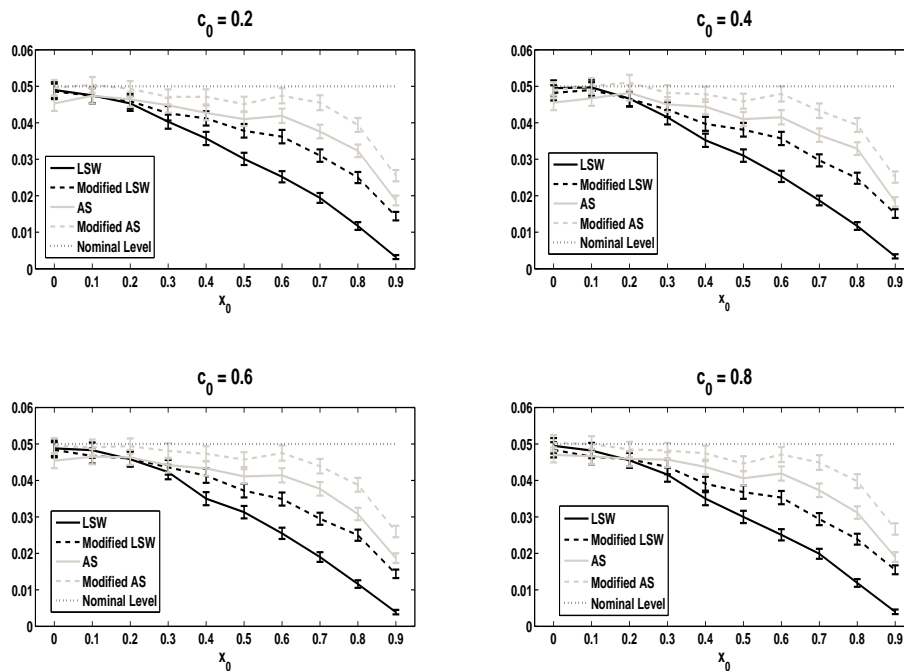 c0 = 0.2
0.06
0.05
0.04
0.03
0.02
0.01
0
LSW
Modified LSW
AS
Modified AS
Nominal Level
0 0.1 0.2 0.3 0.4 0.5 0.6 0.7 0.8 0.9
x0
c0 = 0.4
0.06
0.05
0.04
0.03
0.02
0.01
0
LSW
Modified LSW
AS
Modified AS
Nominal Level
0 0.1 0.2 0.3 0.4 0.5 0.6 0.7 0.8 0.9
x0
c0 = 0.6
0.06
0.05
0.04
0.03
0.02
0.01
0
LSW
Modified LSW
AS
Modified AS
Nominal Level
0 0.1 0.2 0.3 0.4 0.5 0.6 0.7 0.8 0.9
x0
c0 = 0.8
0.06
0.05
0.04
0.03
0.02
0.01
0
LSW
Modified LSW
AS
Modified AS
Nominal Level
0 0.1 0.2 0.3 0.4 0.5 0.6 0.7 0.8 0.9
x0